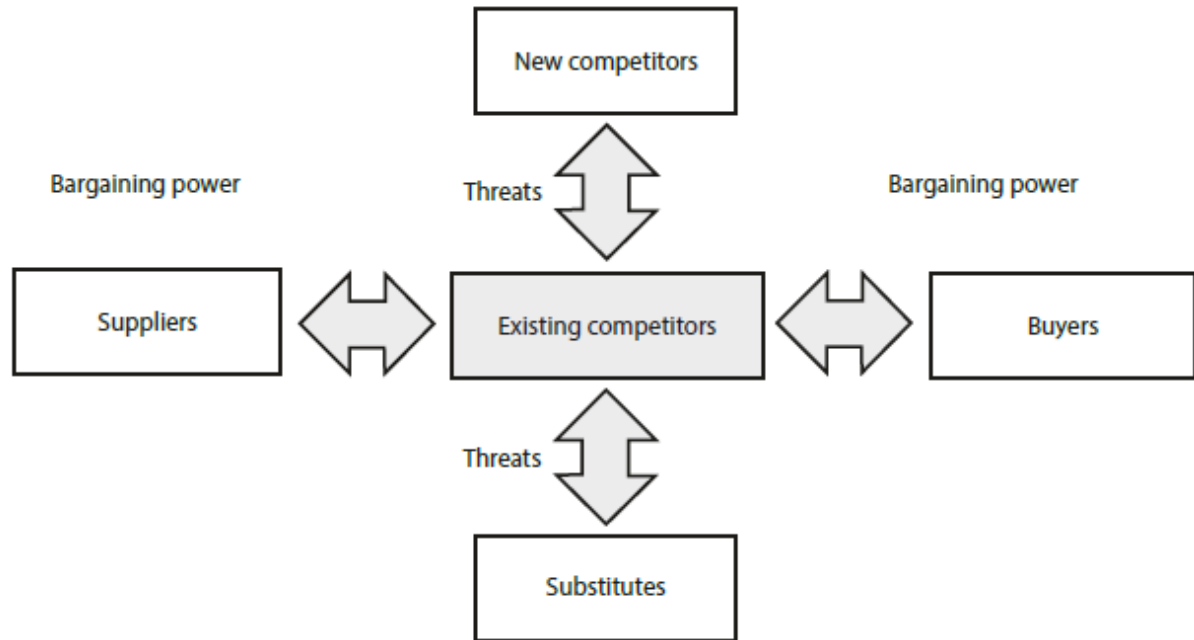 New competitors
Bargaining power
Threats
Bargaining power
Suppliers
Existing competitors
Buyers
Threats
Substitutes